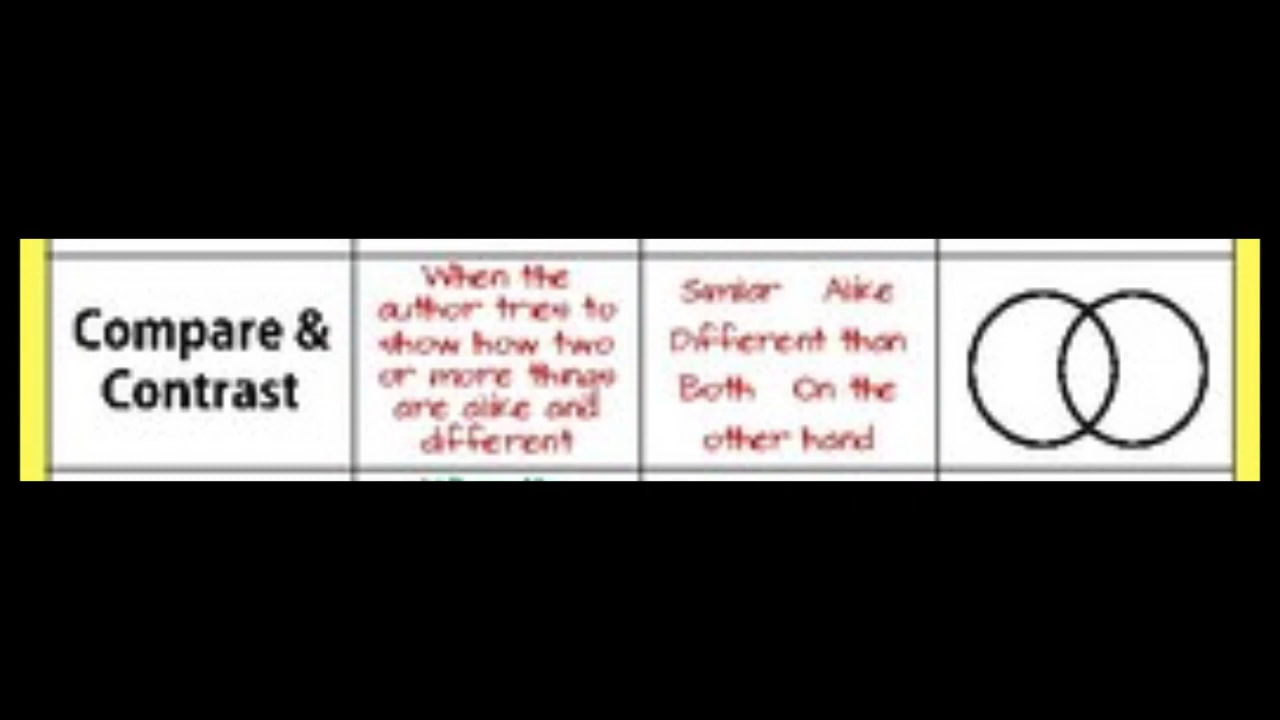 Compare &
Contrast
When the
author tries to
show how two
or more things
are alike and
different
Similar Alike
Different than
Both On the
other hand